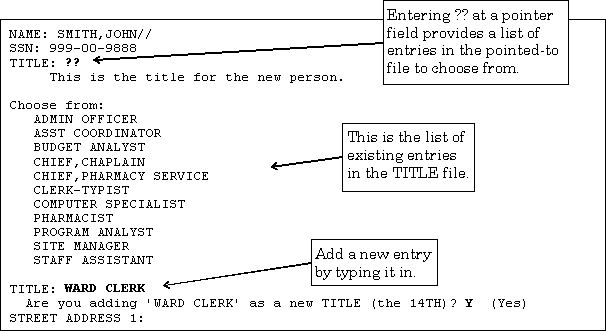 NAME: SMITH,JOHN//
SSN: 999-00-9888
TITLE: ??
This is the title for the new person.
Entering ?? at a pointer
field provides a list of
entries in the pointed-to
file to choose from.
Choose from:
ADMIN OFFICER
ASST COORDINATOR
BUDGET ANALYST
CHIEF,CHAPLAIN
CHIEF,PHARMACY SERVICE
CLERK-TYPIST
COMPUTER SPECIALIST
PHARMACIST
PROGRAM ANALYST
SITE MANAGER
STAFF ASSISTANT
This is the list of
existing entries
in the TITLE file.
Add a new entry
by typing it in.
TITLE: WARD CLERK
Are you adding 'WARD CLERK' as a new TITLE (the 14TH)? Y (Yes)
STREET ADDRESS 1: